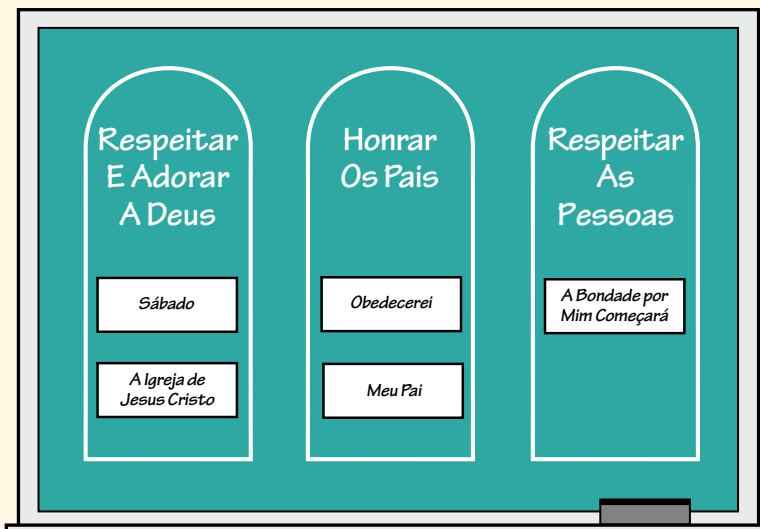 Respeitar
E Adorar
A Deus
Sábado
A Igreja de
Jesus Cristo
Honrar
Os Pais
Obedecerei
Meu Pai
Respeitar
As
Pessoas
A Bondade por
Mim Começará